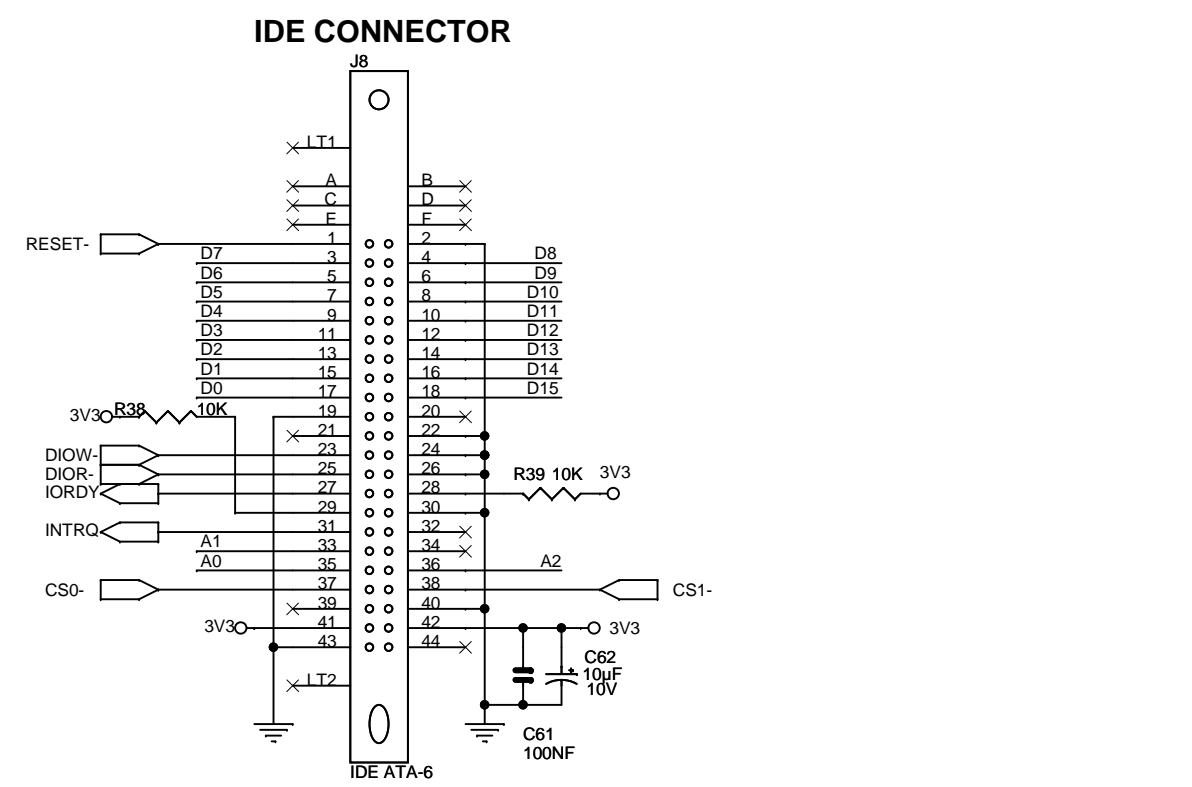 IDE CONNECTOR
J8
LT1
A B
C D
E F
RESET- 1 2
D7 3 4 D8
D6 5 6 D9
D5 7 8 D10
D4 9 10 D11
D3 11 12 D12
D2 13 14 D13
D1 15 16 D14
D0 17 18 D15
3V3 R38 10K 19 20
21 22
DIOW- 23 24
DIOR- 25 26 R39 10K 3V3
IORDY 27 28
29 30
INTRQ 31 32
A1 33 34
A0 35 36 A2
CS0- 37 38 CS1-
39 40
3V3 41 42 3V3
43 44
C62
10µF
10V
LT2
C61
100NF
IDE ATA-6